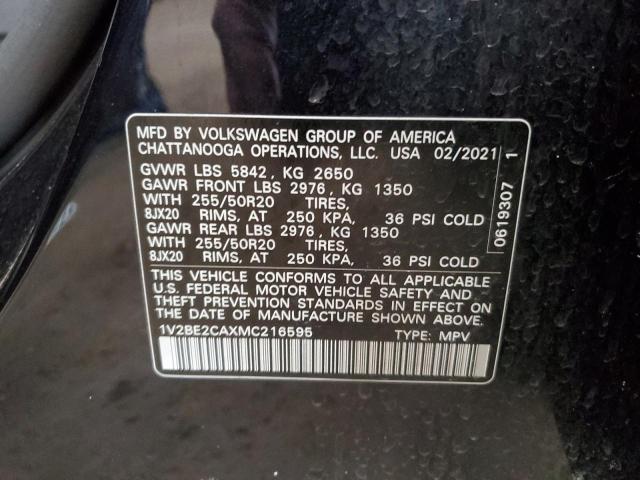 MFD BY VOLKSWAGEN GROUP OF AMERICA
CHATTANOOGA OPERATIONS, LLC. USA 02/2021
GVWR LBS 5842, KG 2650
GAWR FRONT LBS 2976, KG 1350
WITH 255/50R20 TIRES,
8JX20 RIMS, AT 250 KPA, 36 PSI COLD
GAWR REAR LBS 2976, KG 1350
WITH 255/50R20 TIRES,
8JX20 RIMS, AT 250 KPA, 36 PSI COLD
THIS VEHICLE CONFORMS TO ALL APPLICABLE
U.S. FEDERAL MOTOR VEHICLE SAFETY AND
THEFT PREVENTION STANDARDS IN EFFECT ON
THE DATE OF MANUFACTURE SHOWN ABOVE.
1V2BE2CAXMC216595 TYPE: MPV
0619307 1